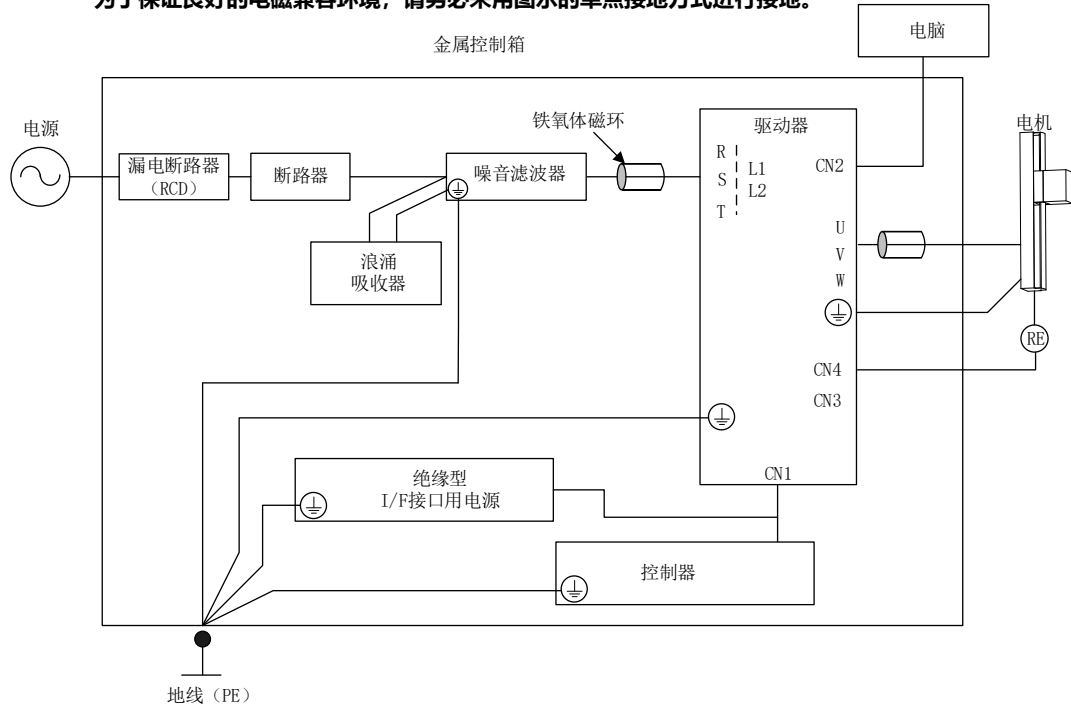 为了保证良好的电磁兼容环境，请务必采用图示的单点接地方式进行接地。
电脑
金属控制箱
电源
铁氧体磁环
驱动器
电机
漏电断路器
（RCD）
断路器
噪音滤波器
R
S
T
L1
L2
CN2
浪涌
吸收器
U
V
W
RE
CN4
CN3
CN1
绝缘型
I/F接口用电源
控制器
地线（PE）